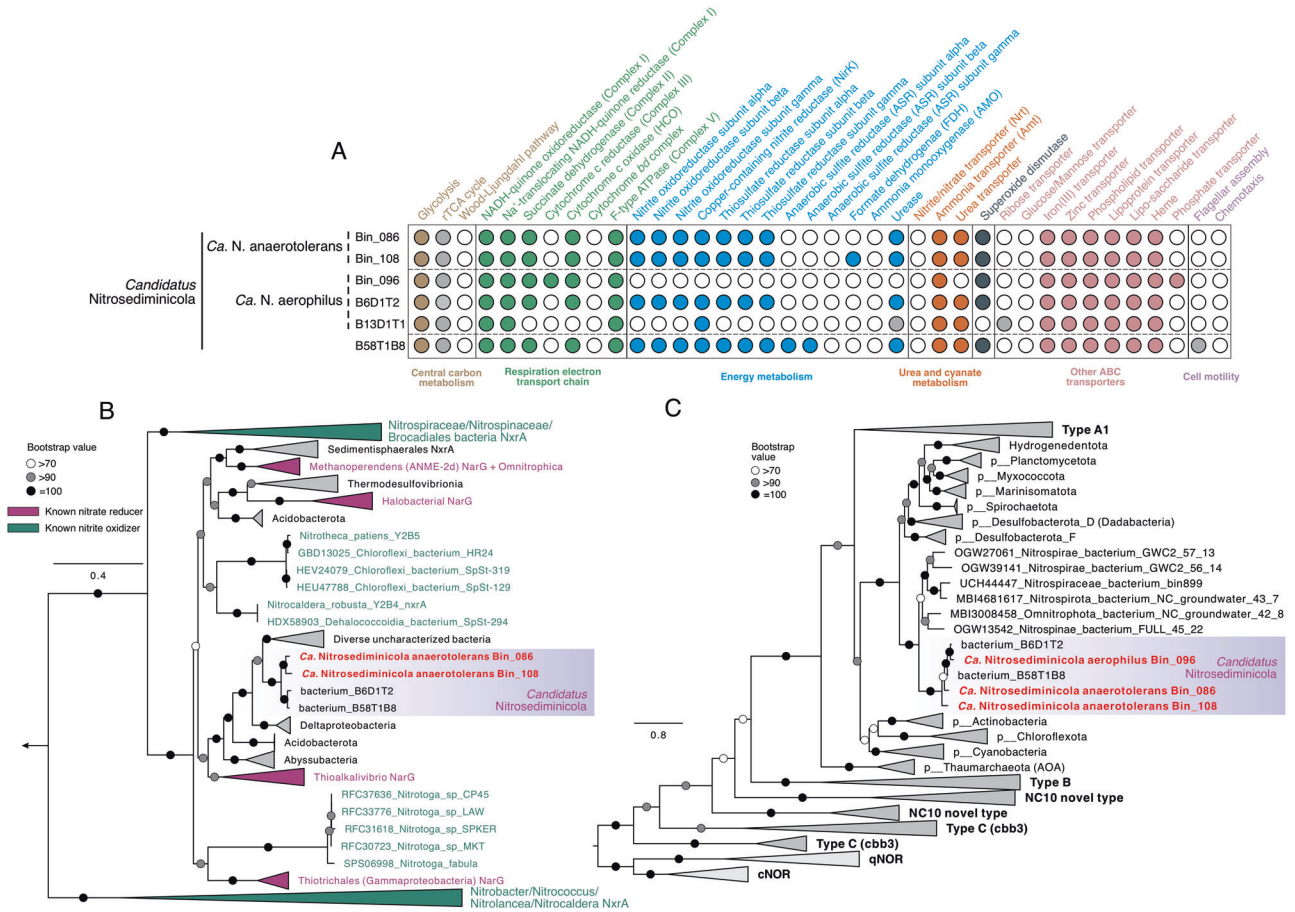 A
Glycolysis
rTCA cycle
Wood-Ljungdahl pathway
NADH-quinone oxidoreductase (Complex I)
Na⁺-translocating NADH-quinone reductase (Complex I)
Succinate dehydrogenase (Complex II)
Cytochrome c reductase (Complex III)
Cytochrome c oxidase (HCO)
Cytochrome bd complex
F-type ATPase (Complex V)
Nitrite oxidoreductase subunit alpha
Nitrite oxidoreductase subunit beta
Nitrite oxidoreductase subunit gamma
Copper-containing nitrite reductase (NirK)
Thiosulfate reductase subunit alpha
Thiosulfate reductase subunit beta
Thiosulfate reductase subunit gamma
Anaerobic sulfite reductase (ASR) subunit alpha
Anaerobic sulfite reductase (ASR) subunit beta
Anaerobic sulfite reductase (ASR) subunit gamma
Formate dehydrogenase (FDH)
Ammonia monooxygenase (AMO)
Urease
Nitrite/nitrate transporter (Nrt)
Ammonia transporter (Amt)
Urea transporter
Superoxide dismutase
Ribose transporter
Glucose/Mannose transporter
Iron(III) transporter
Zinc transporter
Phospholipid transporter
Lipoprotein transporter
Lipo-saccharide transporter
Heme transporter
Phosphate transporter
Flagellar assembly
Chemotaxis
Candidatus
Nitrosediminicola
Ca. N. anaerotolerans
Ca. N. aerophilus
Bin_086
Bin_108
Bin_096
B6D1T2
B13D1T1
B58T1B8
Central carbon
metabolism
Respiration electron
transport chain
Energy metabolism
Urea and cyanate
metabolism
Other ABC
transporters
Cell motility
B
Bootstrap value
>70
>90
=100
Known nitrate reducer
Known nitrite oxidizer
0.4
Nitrospiraceae/Nitrospinaceae/
Brocadiales bacteria NxrA
Sedimentisphaerales NxrA
Methanoperendens (ANME-2d) NarG + Omnitrophica
Thermodesulfovibrionia
Halobacterial NarG
Acidobacterota
Nitrotheca_patiens_Y2B5
GBD13025_Chloroflexi_bacterium_HR24
HEV24079_Chloroflexi_bacterium_SpSt-319
HEU47788_Chloroflexi_bacterium_SpSt-129
Nitrocaldera_robusta_Y2B4_nxrA
HDX58903_Dehalococcoidia_bacterium_SpSt-294
Diverse uncharacterized bacteria
Ca. Nitrosediminicola anaerotolerans Bin_086
Ca. Nitrosediminicola anaerotolerans Bin_108
bacterium_B6D1T2
bacterium_B58T1B8
Candidatus
Nitrosediminicola
Deltaproteobacteria
Acidobacterota
Abyssubacteria
Thioalkalivibrio NarG
RFC37636_Nitrotoga_sp_CP45
RFC33776_Nitrotoga_sp_LAW
RFC31618_Nitrotoga_sp_SPKER
RFC30723_Nitrotoga_sp_MKT
SPS06998_Nitrotoga_fabula
Thiotrichales (Gammaproteobacteria) NarG
Nitrobacter/Nitrococcus/
Nitrolancea/Nitrocaldera NxrA
C
Bootstrap value
>70
>90
=100
0.8
Type A1
Hydrogenedentota
p__Planctomycetota
p__Myxococcota
p__Marinisomatota
p__Spirochaetota
p__Desulfobacterota_D (Dadabacteria)
p__Desulfobacterota_F
OGW27061_Nitrospirae_bacterium_GWC2_57_13
OGW39141_Nitrospirae_bacterium_GWC2_56_14
UCH44447_Nitrospiraceae_bacterium_bin899
MBI4681617_Nitrospirota_bacterium_NC_groundwater_43_7
MBI3008458_Omnitrophota_bacterium_NC_groundwater_42_8
OGW13542_Nitrospinae_bacterium_FULL_45_22
bacterium_B6D1T2
Ca. Nitrosediminicola aerophilus Bin_096
bacterium_B58T1B8
Ca. Nitrosediminicola anaerotolerans Bin_086
Ca. Nitrosediminicola anaerotolerans Bin_108
Candidatus
Nitrosediminicola
p__Actinobacteria
p__Chloroflexota
p__Cyanobacteria
p__Thaumarchaeota (AOA)
Type B
NC10 novel type
NC10 novel type
Type C (cbb3)
Type C (cbb3)
qNOR
cNOR